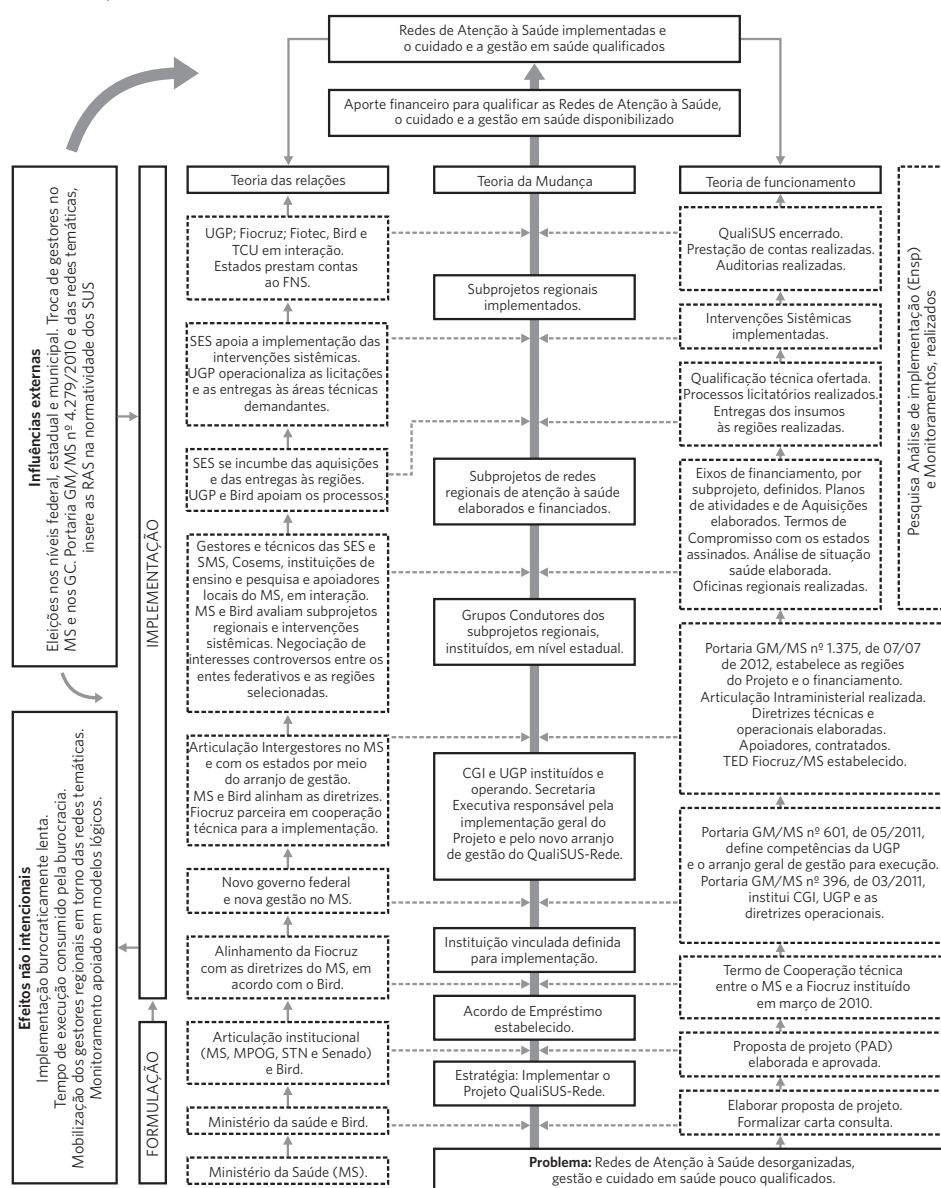 Redes de Atenção à Saúde implementadas e
o cuidado e a gestão em saúde qualificados
Aporte financeiro para qualificar as Redes de Atenção à Saúde,
o cuidado e a gestão em saúde disponibilizado
Influências externas
Eleições nos níveis federal, estadual e municipal. Troca de gestores no
MS e nos GC. Portaria GM/MS nº 4.279/2010 e das redes temáticas,
insere as RAS na normatividade dos SUS
Efeitos não intencionais
Implementação burocraticamente lenta.
Tempo de execução consumido pela burocracia.
Mobilização dos gestores regionais em torno das redes temáticas.
Monitoramento apoiado em modelos lógicos.
IMPLEMENTAÇÃO
FORMULAÇÃO
Teoria das relações
UGP; Fiocruz; Fiotec, Bird e
TCU em interação.
Estados prestam contas
ao FNS.
SES apoia a implementação das
intervenções sistêmicas.
UGP operacionaliza as licitações
e as entregas às áreas técnicas
demandantes.
SES se incumbe das aquisições
e das entregas às regiões.
UGP e Bird apoiam os processos.
Gestores e técnicos das SES e
SMS, Cosems, instituições de
ensino e pesquisa e apoiadores
locais do MS, em interação.
MS e Bird avaliam subprojetos
regionais e intervenções
sistêmicas. Negociação de
interesses controversos entre os
entes federativos e as regiões
selecionadas.
Articulação Intergestores no MS
e com os estados por meio
do arranjo de gestão.
MS e Bird alinham as diretrizes.
Fiocruz parceira em cooperação
técnica para a implementação.
Novo governo federal
e nova gestão no MS.
Alinhamento da Fiocruz
com as diretrizes do MS, em
acordo com o Bird.
Articulação institucional
(MS, MPOG, STN e Senado)
e Bird.
Ministério da saúde e Bird.
Ministério da Saúde (MS).
Teoria da Mudança
Subprojetos regionais
implementados.
Subprojetos de redes
regionais de atenção à saúde
elaborados e financiados.
Grupos Condutores dos
subprojetos regionais,
instituídos, em nível estadual.
CGI e UGP instituídos e
operando. Secretaria
Executiva responsável pela
implementação geral do
Projeto e pelo novo arranjo
de gestão do QualiSUS-Rede.
Instituição vinculada definida
para implementação.
Acordo de Empréstimo
estabelecido.
Estratégia: Implementar o
Projeto QualiSUS-Rede.
Problema: Redes de Atenção à Saúde desorganizadas,
gestão e cuidado em saúde pouco qualificados.
Teoria de funcionamento
QualiSUS encerrado.
Prestação de contas realizadas.
Auditorias realizadas.
Intervenções Sistêmicas
implementadas.
Qualificação técnica ofertada.
Processos licitatórios realizados.
Entregas dos insumos
às regiões realizadas.
Eixos de financiamento, por
subprojeto, definidos. Planos
de atividades e de Aquisições
elaborados. Termos de
Compromisso com os estados
assinados. Análise de situação
saúde elaborada.
Oficinas regionais realizadas.
Portaria GM/MS nº 1.375, de 07/07
de 2012, estabelece as regiões
do Projeto e o financiamento.
Articulação Intraministerial realizada.
Diretrizes técnicas e
operacionais elaboradas.
Apoiadores, contratados.
TED Fiocruz/MS estabelecido.
Portaria GM/MS nº 601, de 05/2011,
define competências da UGP
e o arranjo geral de gestão para execução.
Portaria GM/MS nº 396, de 03/2011,
institui CGI, UGP e as
diretrizes operacionais.
Termo de Cooperação técnica
entre o MS e a Fiocruz instituído
em março de 2010.
Proposta de projeto (PAD)
elaborada e aprovada.
Elaborar proposta de projeto.
Formalizar carta consulta.
Pesquisa Análise de implementação (Ensp)
e Monitoramentos, realizados